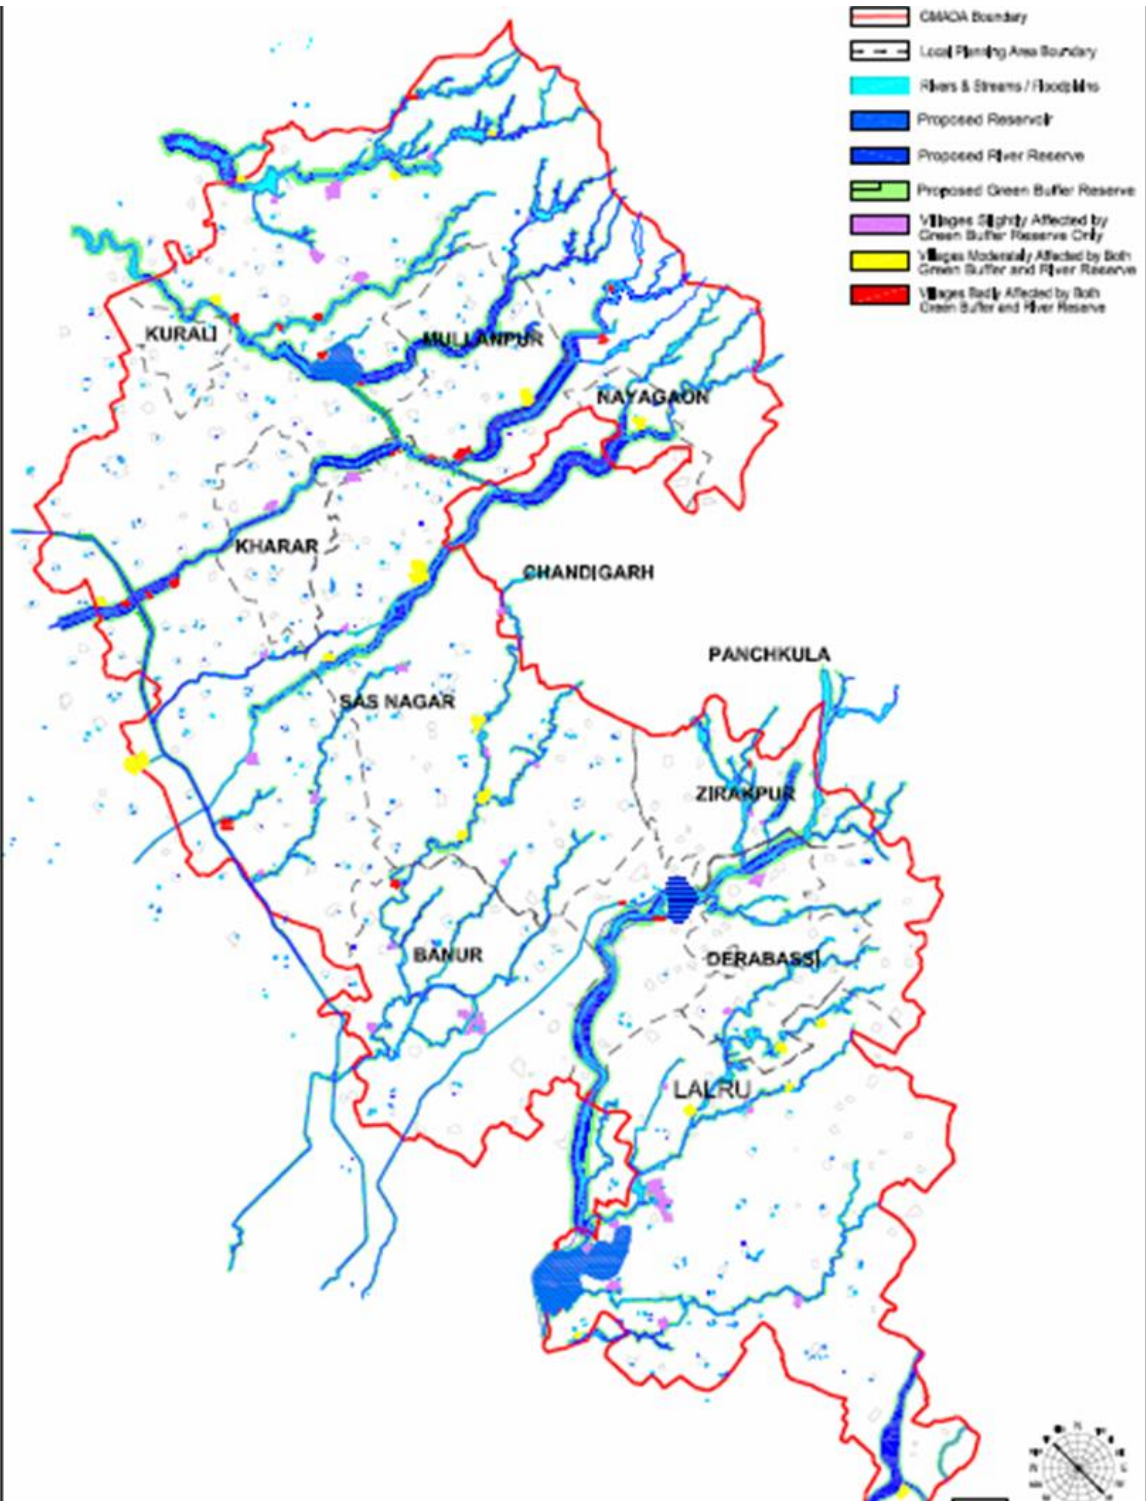 GMADA Boundary
Local Planning Area Boundary
Rivers & Streams / Floodplains
Proposed Reservoir
Proposed River Reserve
Proposed Green Buffer Reserve
Villages Slightly Affected by
Green Buffer Reserve Only
Villages Moderately Affected by Both
Green Buffer and River Reserve
Villages Badly Affected by Both
Green Buffer and River Reserve
KURALI
MULLANPUR
NAYAGAON
KHARAR
CHANDIGARH
PANCHKULA
SAS NAGAR
ZIRAKPUR
BANUR
DERABASSI
LALRU
N